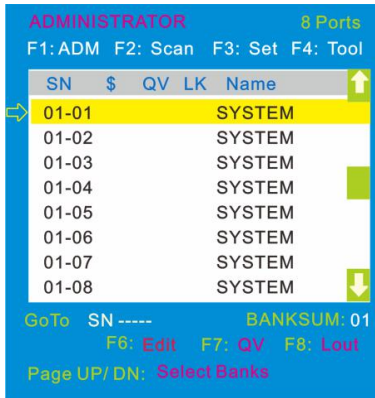 ADMINISTRATOR 8 Ports
F1: ADM F2: Scan F3: Set F4: Tool
SN $ QV LK Name
01-01 SYSTEM
01-02 SYSTEM
01-03 SYSTEM
01-04 SYSTEM
01-05 SYSTEM
01-06 SYSTEM
01-07 SYSTEM
01-08 SYSTEM
GoTo SN ----- BANKSUM: 01
F6: Edit F7: QV F8: Lout
Page UP/ DN: Select Banks